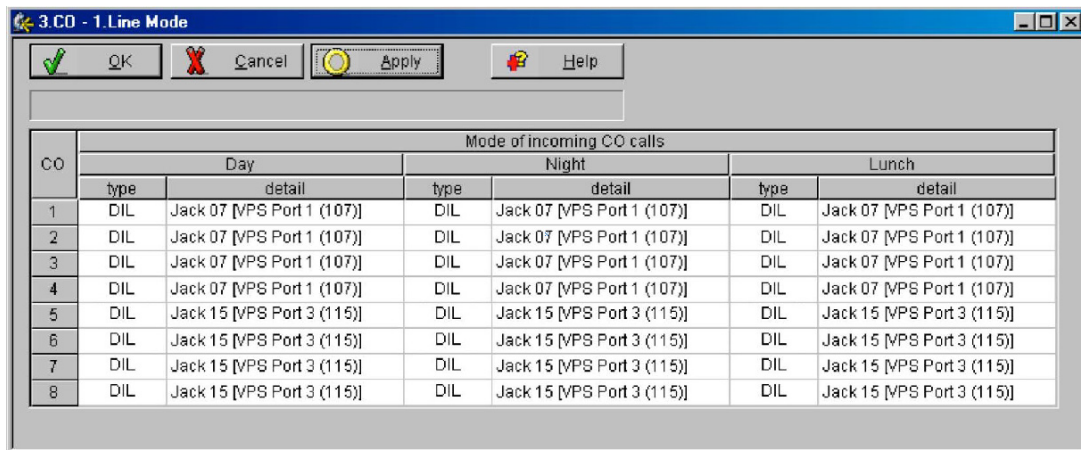 3.CO - 1.Line Mode
OK Cancel Apply Help
Mode of incoming CO calls
CO Day Night Lunch
type detail type detail type detail
1 DIL Jack 07 [VPS Port 1 (107)] DIL Jack 07 [VPS Port 1 (107)] DIL Jack 07 [VPS Port 1 (107)]
2 DIL Jack 07 [VPS Port 1 (107)] DIL Jack 07 [VPS Port 1 (107)] DIL Jack 07 [VPS Port 1 (107)]
3 DIL Jack 07 [VPS Port 1 (107)] DIL Jack 07 [VPS Port 1 (107)] DIL Jack 07 [VPS Port 1 (107)]
4 DIL Jack 07 [VPS Port 1 (107)] DIL Jack 07 [VPS Port 1 (107)] DIL Jack 07 [VPS Port 1 (107)]
5 DIL Jack 15 [VPS Port 3 (115)] DIL Jack 15 [VPS Port 3 (115)] DIL Jack 15 [VPS Port 3 (115)]
6 DIL Jack 15 [VPS Port 3 (115)] DIL Jack 15 [VPS Port 3 (115)] DIL Jack 15 [VPS Port 3 (115)]
7 DIL Jack 15 [VPS Port 3 (115)] DIL Jack 15 [VPS Port 3 (115)] DIL Jack 15 [VPS Port 3 (115)]
8 DIL Jack 15 [VPS Port 3 (115)] DIL Jack 15 [VPS Port 3 (115)] DIL Jack 15 [VPS Port 3 (115)]